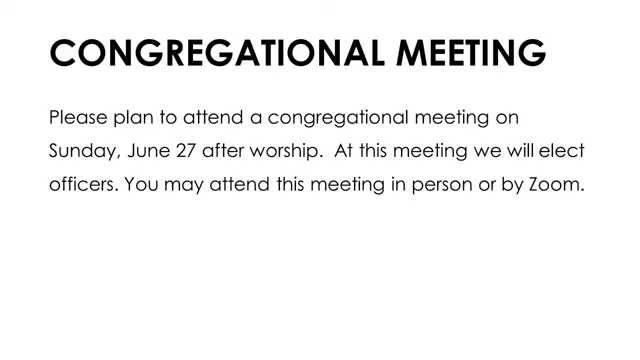 CONGREGATIONAL MEETING
Please plan to attend a congregational meeting on
Sunday, June 27 after worship.  At this meeting we will elect
officers. You may attend this meeting in person or by Zoom.